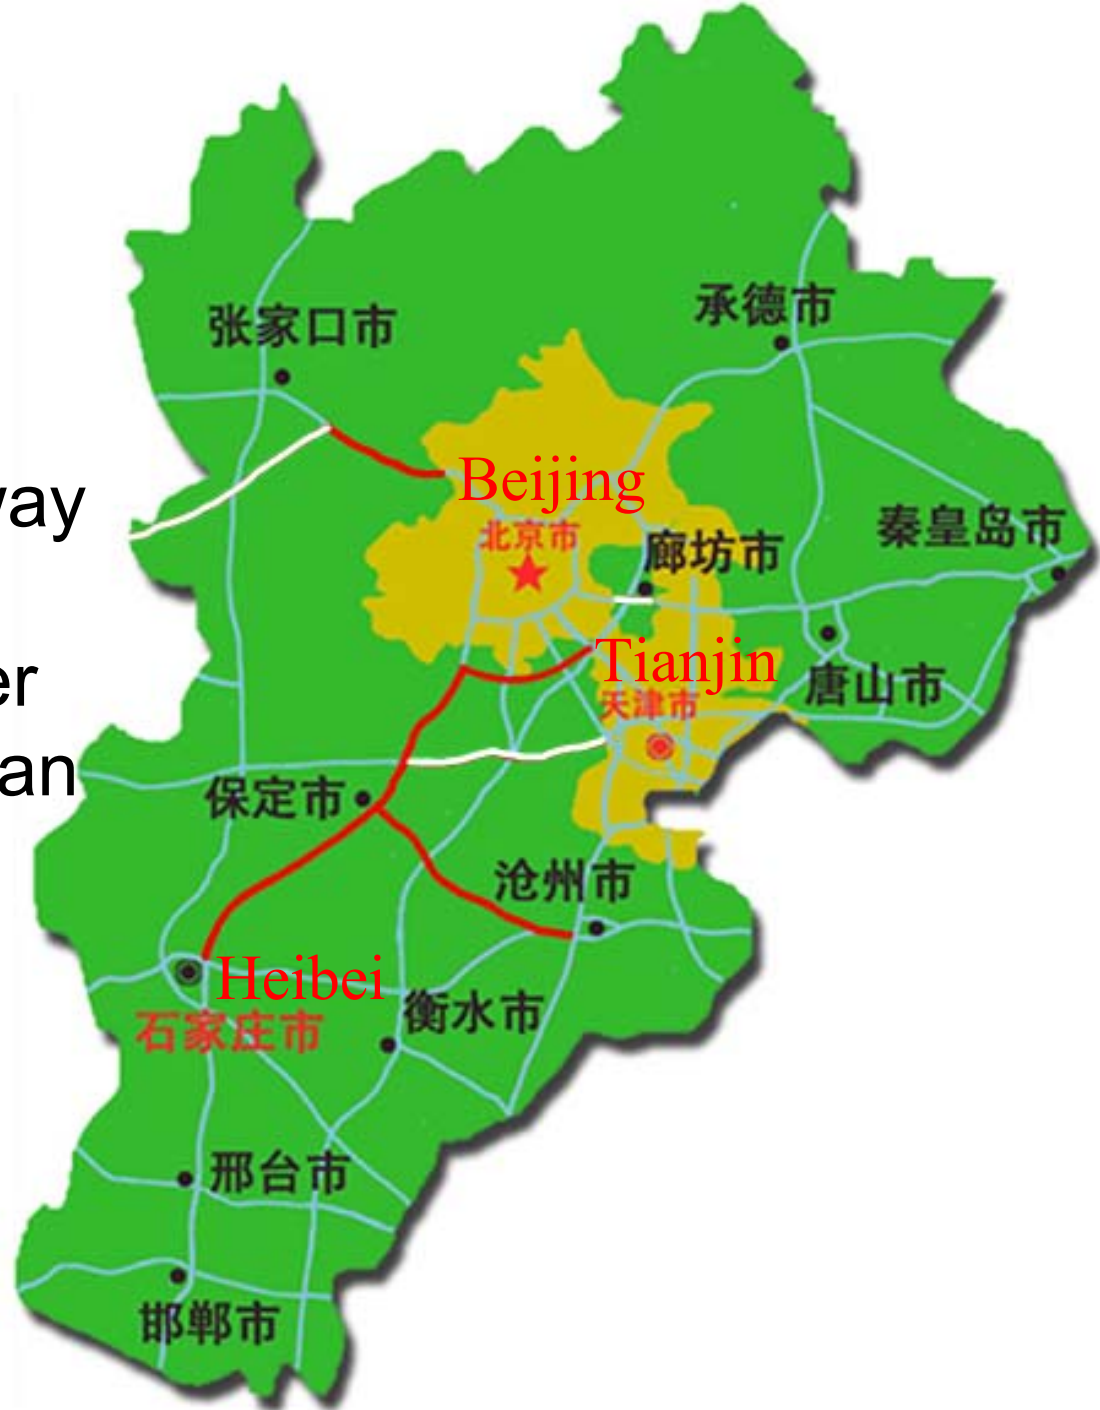 张家口市
承德市
Beijing
way
秦皇岛市
北京市
廊坊市
Tianjin
er
唐山市
天津市
an
保定市
沧州市
Heibei
衡水市
石家庄市
邢台市
邯郸市